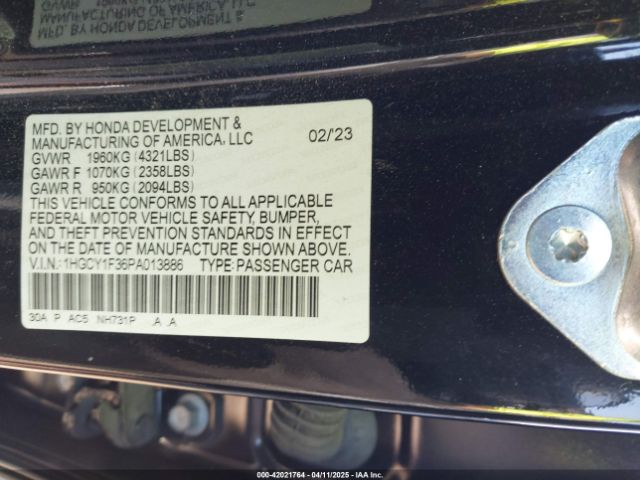 MFD. BY HONDA DEVELOPMENT &
MANUFACTURING OF AMERICA, LLC 02/23
GVWR 1960KG (4321LBS)
GAWR F 1070KG (2358LBS)
GAWR R 950KG (2094LBS)
THIS VEHICLE CONFORMS TO ALL APPLICABLE
FEDERAL MOTOR VEHICLE SAFETY, BUMPER,
AND THEFT PREVENTION STANDARDS IN EFFECT
ON THE DATE OF MANUFACTURE SHOWN ABOVE.
V.I.N.: 1HGCY1F36PA013886 TYPE: PASSENGER CAR
30A P AC5 NH731P .A .A
000-42021764 - 04/11/2025 - IAA Inc.